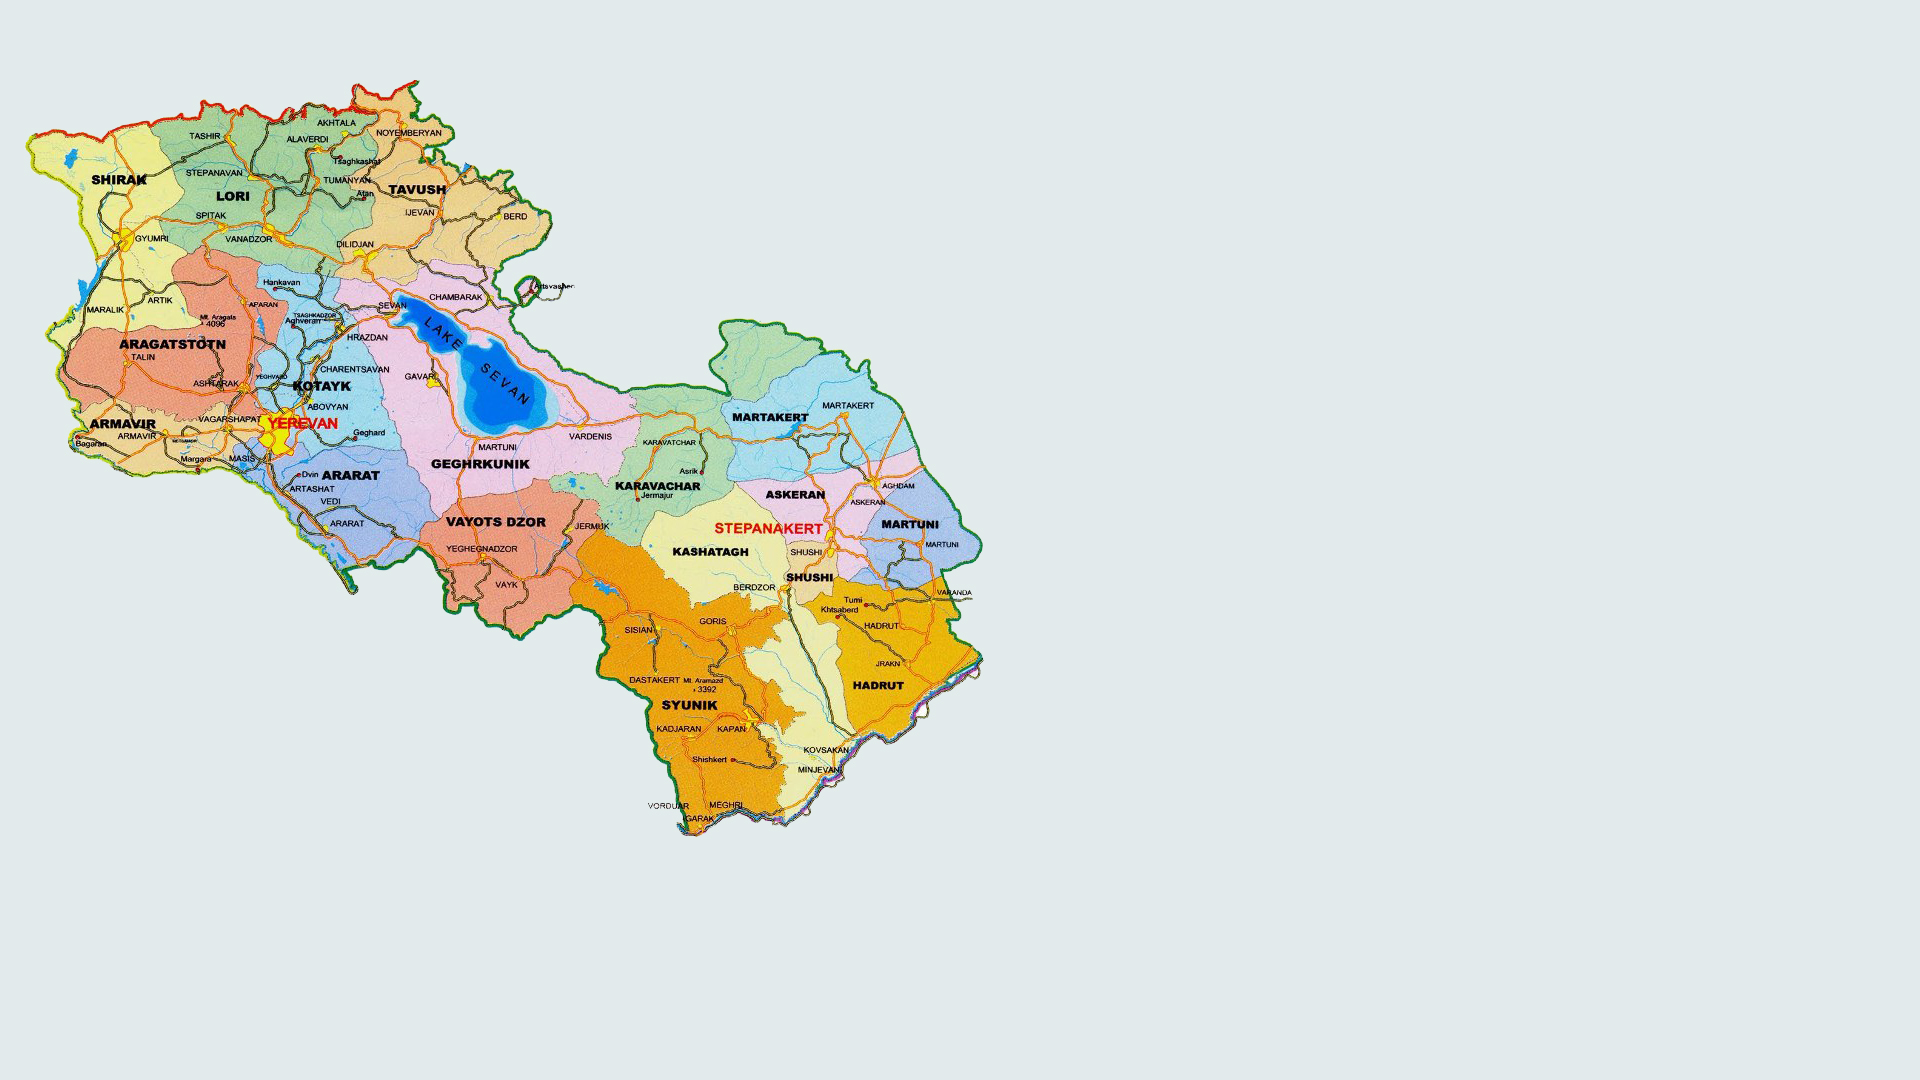 AKHTALA
NOYEMBERYAN
TASHIR
ALAVERDI
Tsaghkashat
STEPANAVAN
SHIRAK
TUMANYAN
TAVUSH
LORI
Atan
SPITAK
IJEVAN
BERD
GYUMRI
VANADZOR
DILIDJAN
Hankavan
Artsvashen
ARTIK
APARAN
SEVAN
CHAMBARAK
MARALIK
Mt. Aragats
4096
TSAGHKADZOR
Aghveran
LAKE
SEVAN
HRAZDAN
ARAGATSTOTN
TALIN
CHARENTSAVAN
ASHTARAK
YEGHVARD
KOTAYK
GAVAR
ABOVYAN
ARMAVIR
VAGARSHAPAT
YEREVAN
MARTAKERT
MARTAKERT
ARMAVIR
METSAMOR
Geghard
Bagaran
VARDENIS
KARAVATCHAR
Margara
MASIS
MARTUNI
GEGHRKUNIK
Asrik
Dvin
ARARAT
KARAVACHAR
Jermajur
ASKERAN
AGHDAM
ARTASHAT
VEDI
ASKERAN
ARARAT
VAYOTS DZOR
JERMUK
STEPANAKERT
MARTUNI
YEGHEGNADZOR
KASHATAGH
SHUSHI
MARTUNI
VAYK
BERDZOR
SHUSHI
VARANDA
Tumi
Khtsaberd
SISIAN
GORIS
HADRUT
JRAKN
DASTAKERT
Mt. Aramazd
3392
HADRUT
SYUNIK
KADJARAN
KAPAN
KOVSAKAN
Shishkert
MINJEVAN
VORDUAR
MEGHRI
GARAK